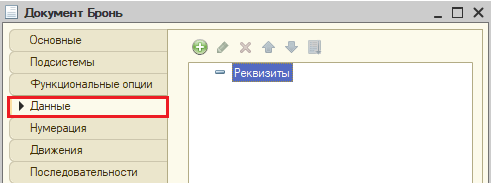 Документ Бронь
Основные
Подсистемы
Функциональные опции
Данные
Нумерация
Движения
Последовательности
Реквизиты